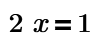 2 x = 1